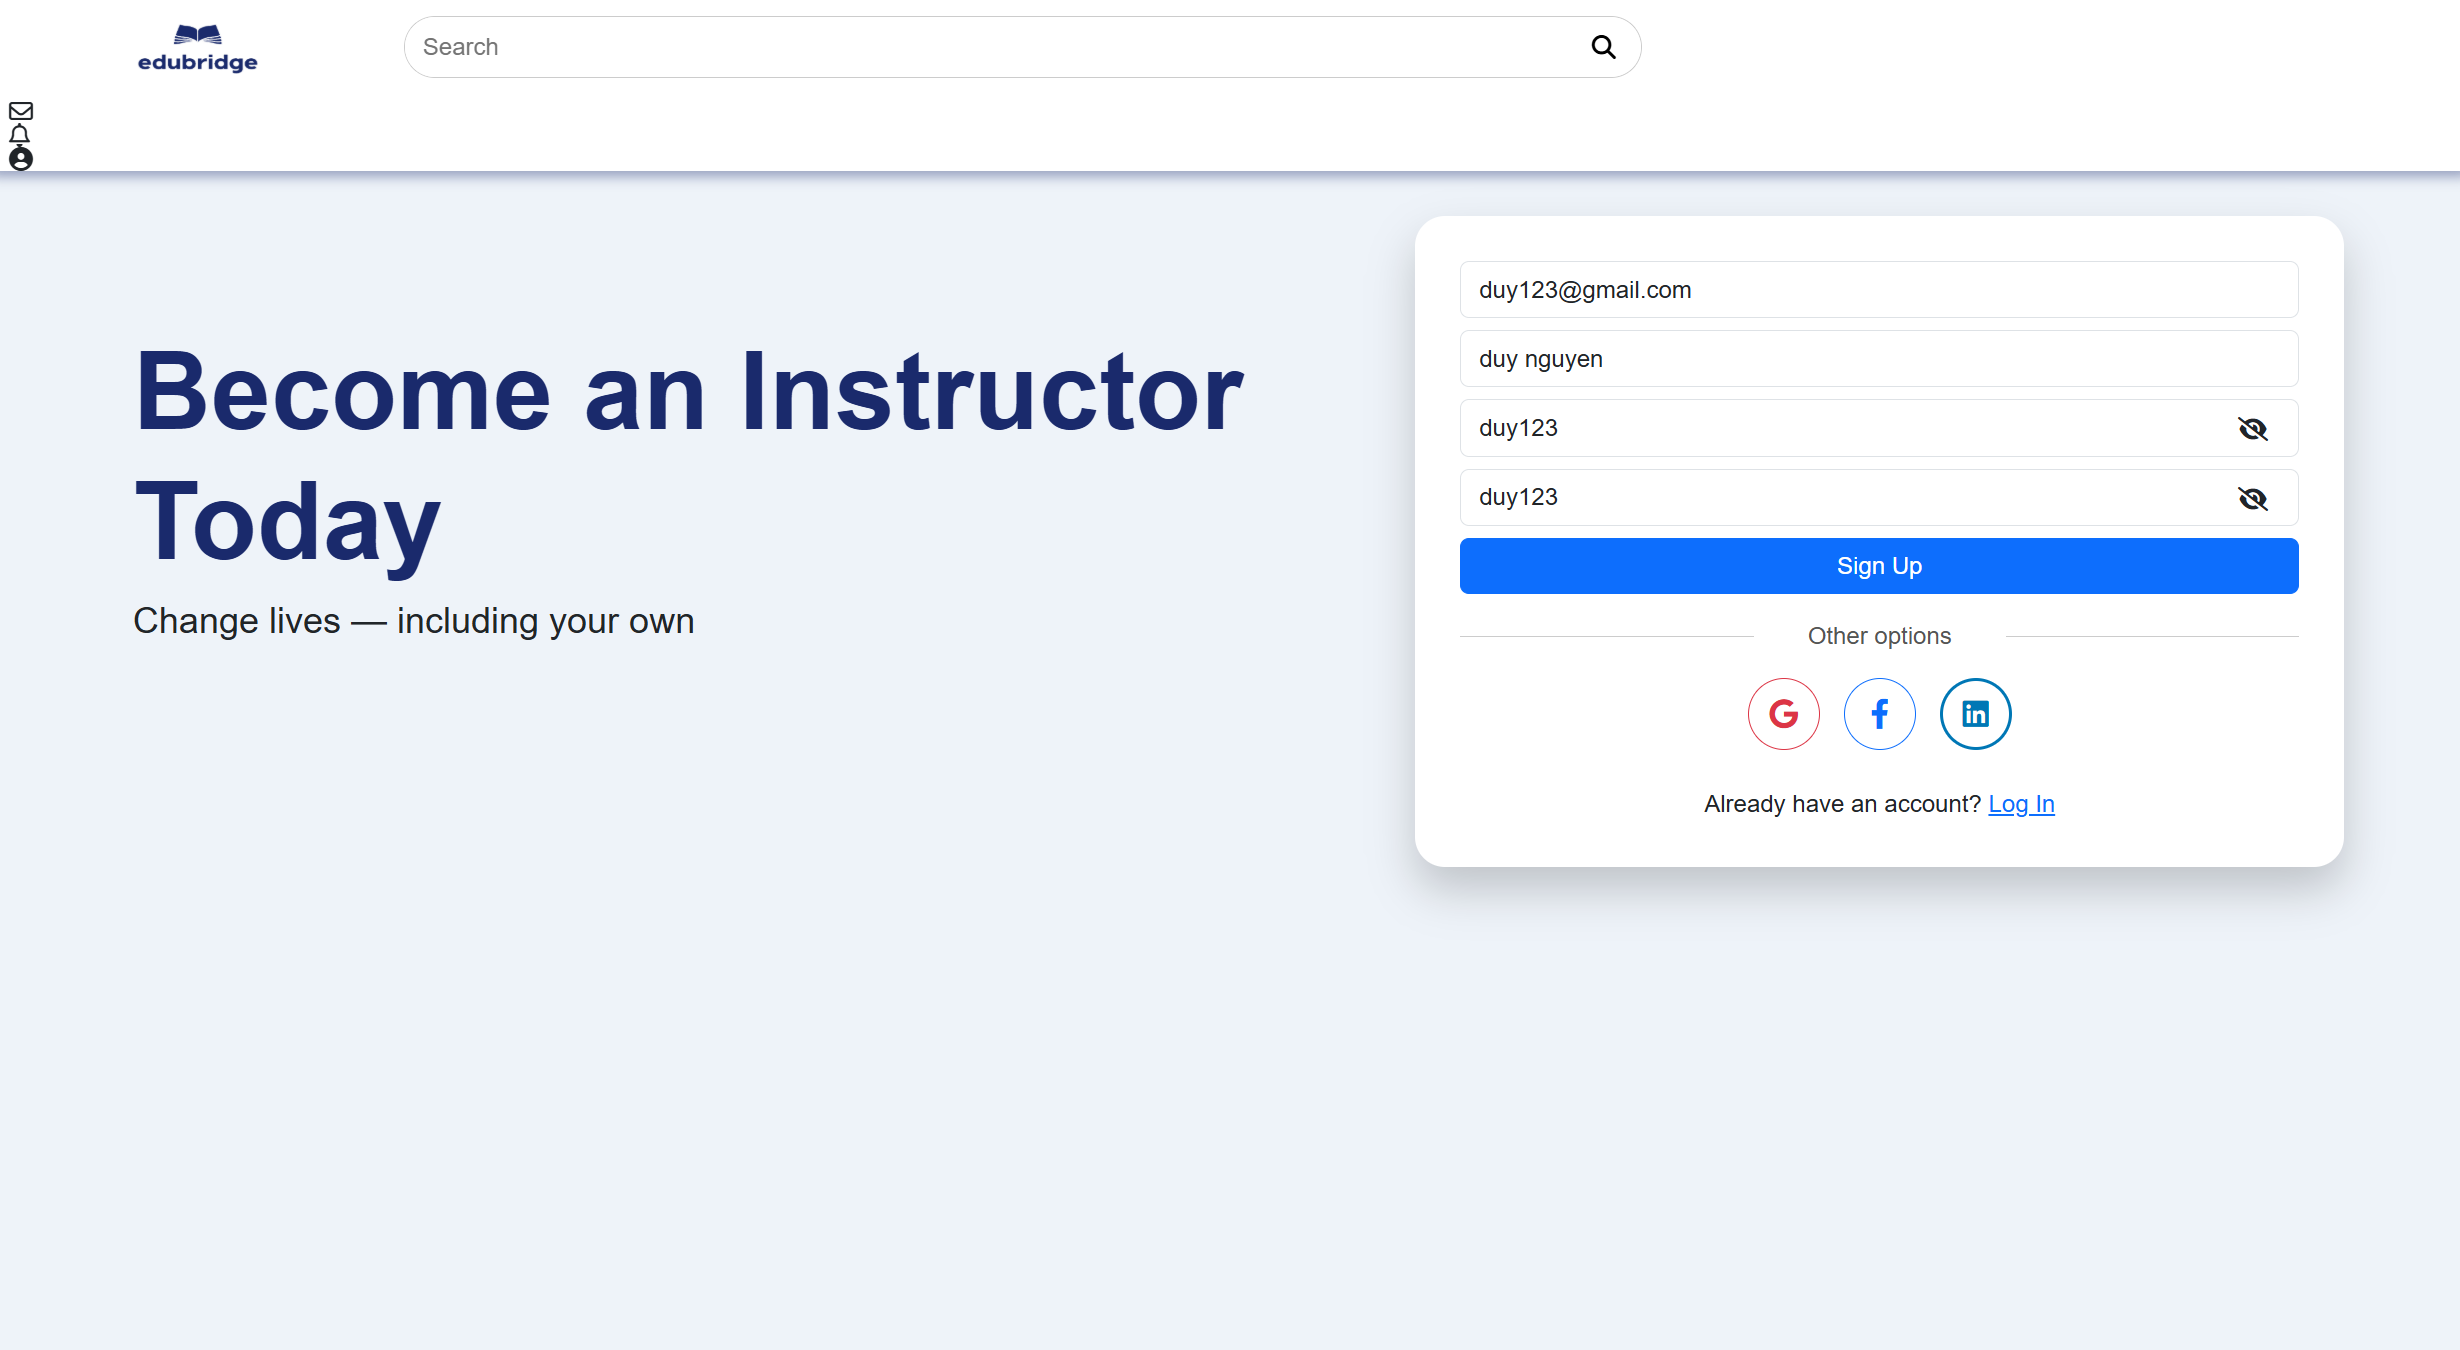 edubridge
Search
Become an Instructor
Today
Change lives — including your own
duy123@gmail.com
duy nguyen
duy123
duy123
Sign Up
Other options
Already have an account? Log In